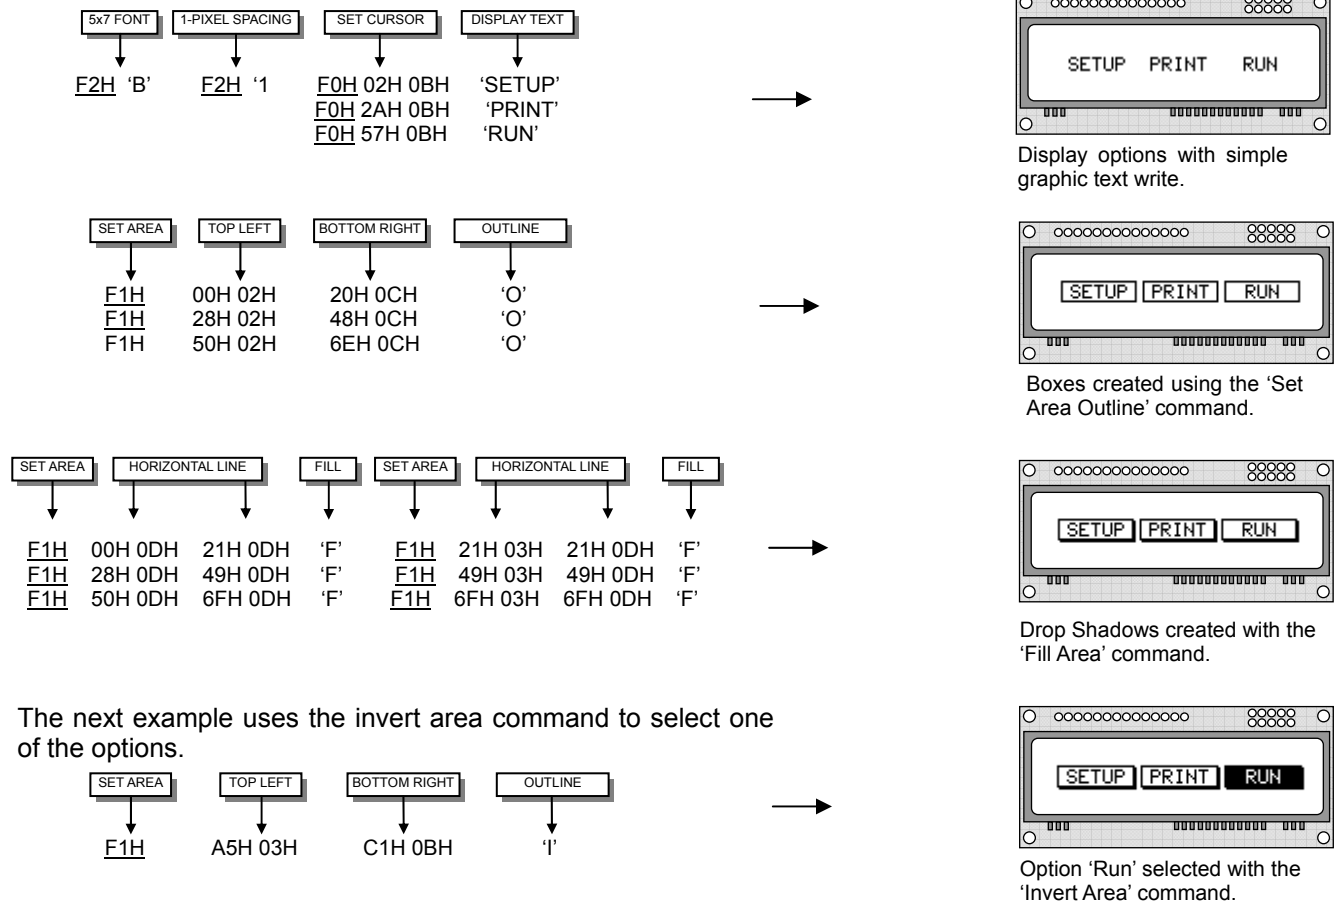 5x7 FONT 1-PIXEL SPACING SET CURSOR DISPLAY TEXT
F2H ‘B’ F2H ‘1 F0H 02H 0BH ‘SETUP’
F0H 2AH 0BH ‘PRINT’
F0H 57H 0BH ‘RUN’
SETUP PRINT RUN
Display options with simple
graphic text write.
SET AREA TOP LEFT BOTTOM RIGHT OUTLINE
F1H 00H 02H 20H 0CH ‘O’
F1H 28H 02H 48H 0CH ‘O’
F1H 50H 02H 6EH 0CH ‘O’
SETUP PRINT RUN
Boxes created using the ‘Set
Area Outline’ command.
SET AREA HORIZONTAL LINE FILL SET AREA HORIZONTAL LINE FILL
F1H 00H 0DH 21H 0DH ‘F’ F1H 21H 03H 21H 0DH ‘F’
F1H 28H 0DH 49H 0DH ‘F’ F1H 49H 03H 49H 0DH ‘F’
F1H 50H 0DH 6FH 0DH ‘F’ F1H 6FH 03H 6FH 0DH ‘F’
SETUP PRINT RUN
Drop Shadows created with the
‘Fill Area’ command.
The next example uses the invert area command to select one
of the options.
SET AREA TOP LEFT BOTTOM RIGHT OUTLINE
F1H A5H 03H C1H 0BH ‘I’
SETUP PRINT RUN
Option ‘Run’ selected with the
‘Invert Area’ command.